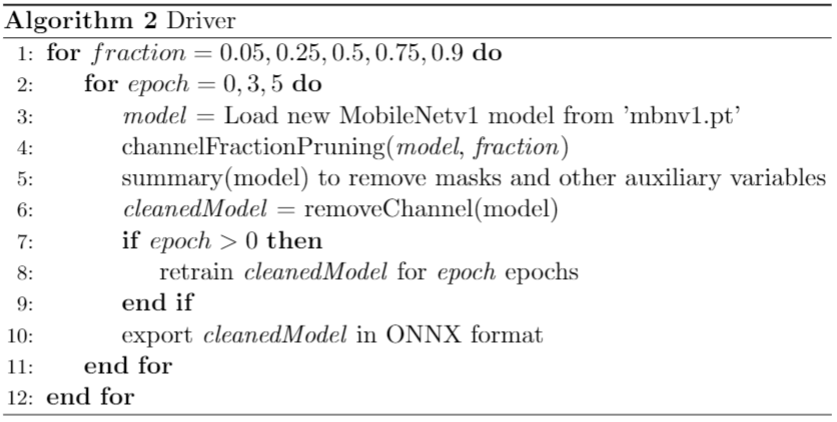 Algorithm 2 Driver
1: for fraction = 0.05, 0.25, 0.5, 0.75, 0.9 do
2: for epoch = 0, 3, 5 do
3: model = Load new MobileNetv1 model from 'mbnv1.pt'
4: channelFractionPruning(model, fraction)
5: summary(model) to remove masks and other auxiliary variables
6: cleanedModel = removeChannel(model)
7: if epoch > 0 then
8: retrain cleanedModel for epoch epochs
9: end if
10: export cleanedModel in ONNX format
11: end for
12: end for